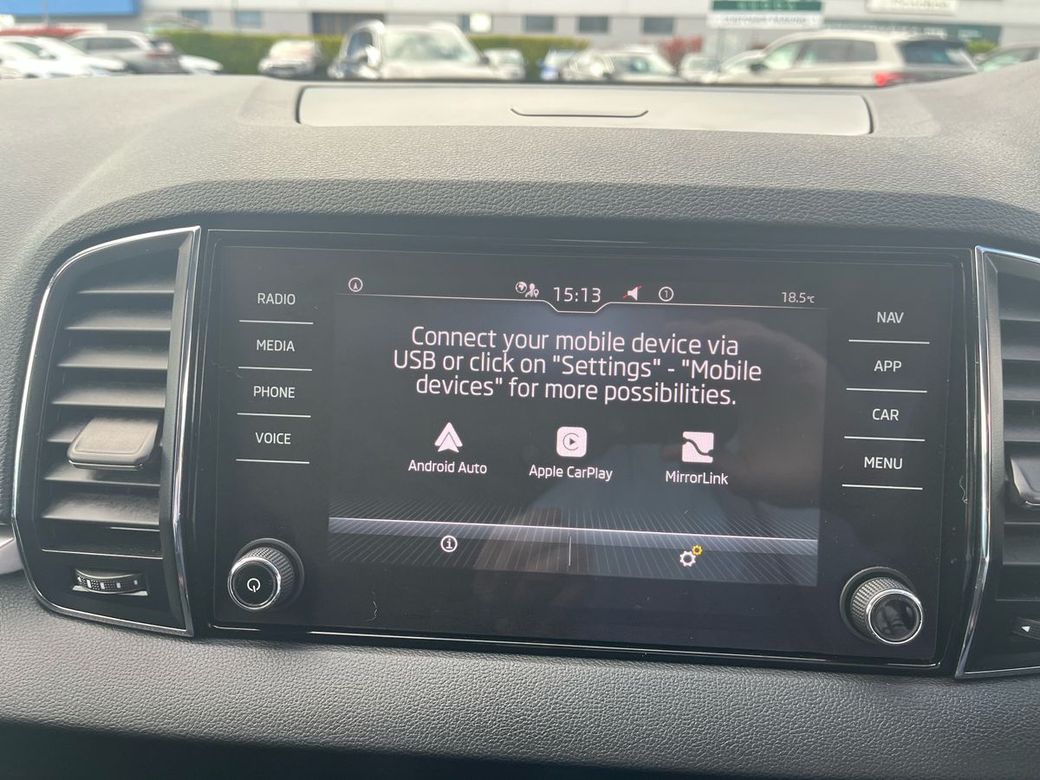 15:13
1
18.5°C
RADIO
MEDIA
PHONE
VOICE
Connect your mobile device via
USB or click on "Settings" - "Mobile
devices" for more possibilities.
Android Auto
Apple CarPlay
MirrorLink
NAV
APP
CAR
MENU